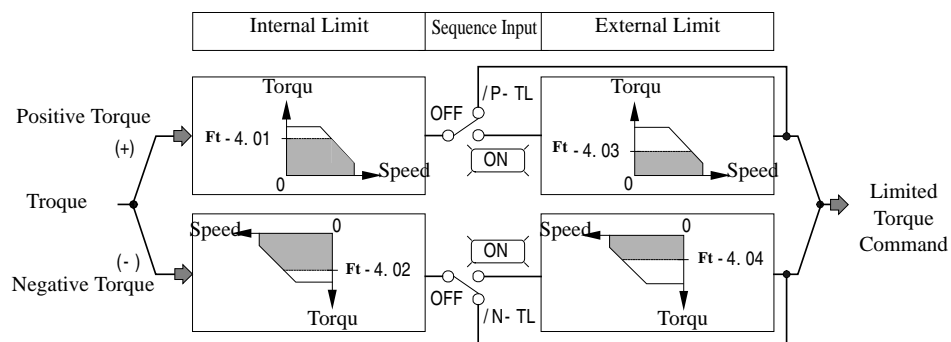 Internal Limit Sequence Input External Limit
Torqu
/P- TL
Torqu
Positive Torque
OFF
(+)
Ft - 4. 01
Ft - 4. 03
ON
Speed
Speed
0
0
Troque
Limited
Torque
Command
0
0
Speed
Speed
ON
(-)
Ft - 4. 02
Ft - 4. 04
Negative Torque
OFF
/N- TL
Torqu
Torqu